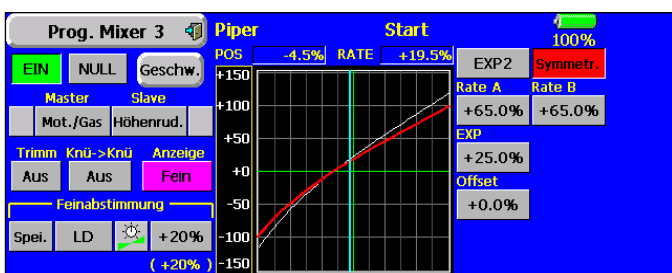 Prog. Mixer 3 Piper Start 100%
POS -4.5% RATE +19.5%
EIN NULL Geschw. EXP2 Symmetr.
Master Slave Rate A Rate B
Mot./Gas Höhenrud. +65.0% +65.0%
Trimm Knü->Knü Anzeige EXP
Aus Aus Fein +25.0%
Feinabstimmung Offset
Spei. LD +20% +0.0%
( +20% )
+150
+100
+50
+0
-50
-100
-150